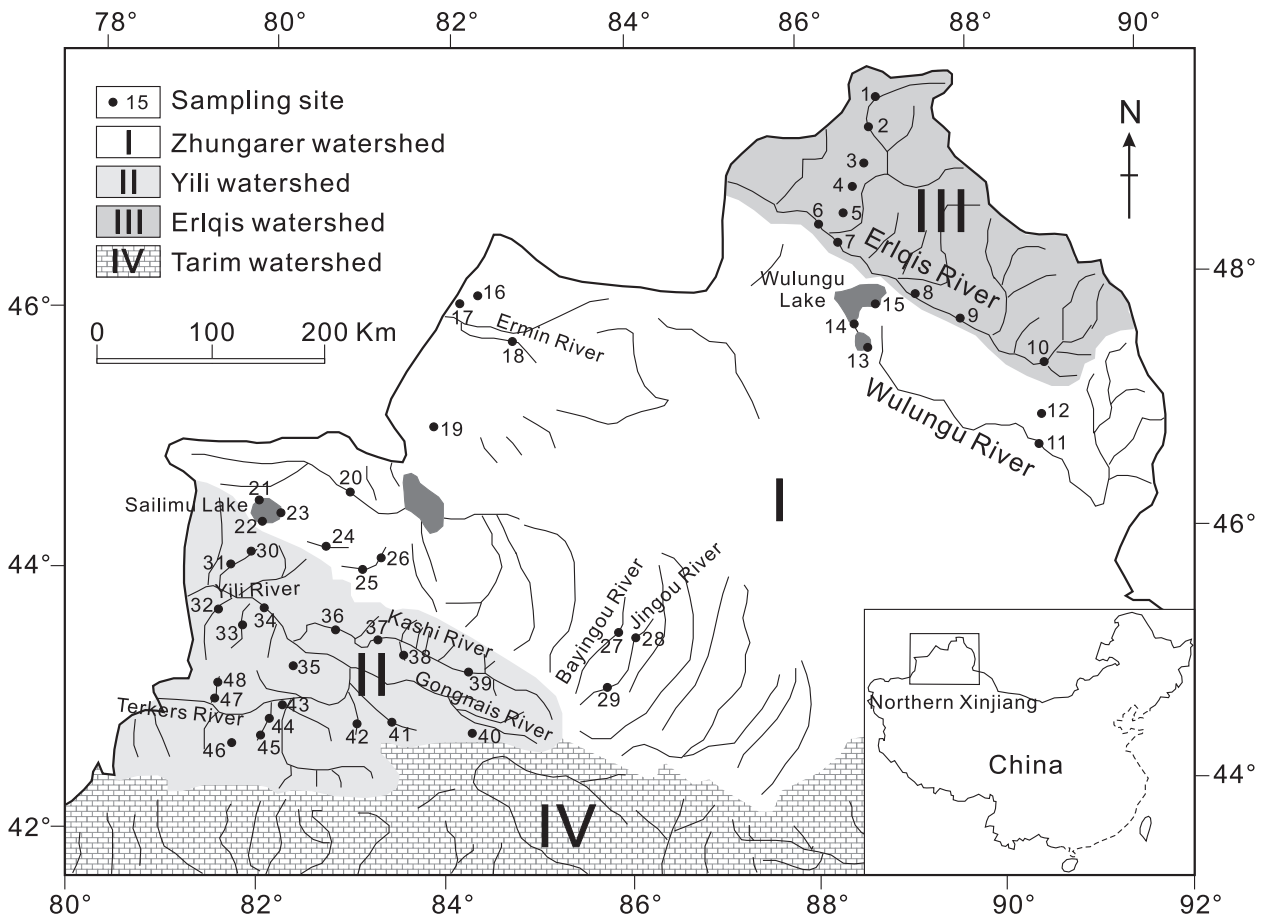 78° 80° 82° 84° 86° 88° 90°
15 Sampling site
I Zhungarer watershed
II Yili watershed
III Erlqis watershed
IV Tarim watershed
0 100 200 Km
N
1
2
3
4
5
6
7
III
Erlqis River
48°
46°
16
17
Ermin River
18
Wulungu
Lake
15
8
14
9
13
10
Wulungu River
12
11
19
20
21
Sailimu Lake
23
22
I
46°
24
26
25
44°
30
31
Yili River
32
34
33
36
37
Kashi River
38
35
II
39
Gongnais River
Bayingou River
Jingou River
27
28
29
48
47
Terkers River
43
44
45
46
42
41
40
Northern Xinjiang
China
44°
42°
IV
80° 82° 84° 86° 88° 90° 92°